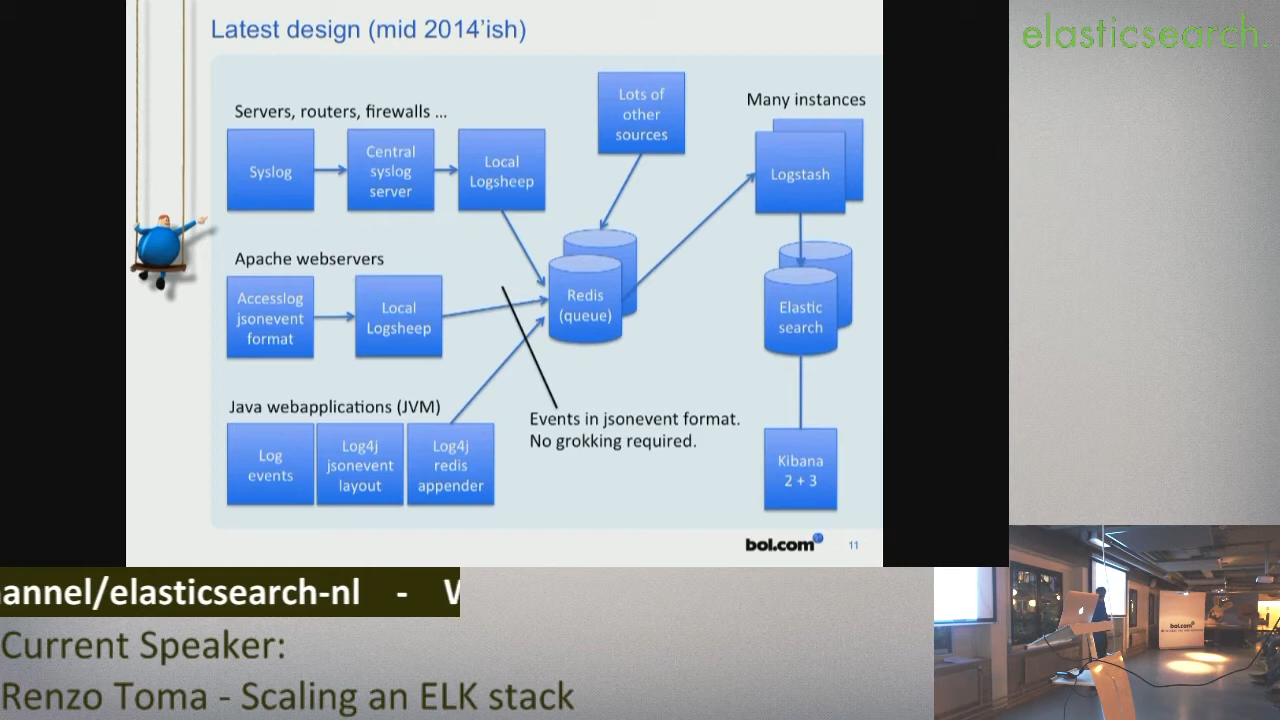 Latest design (mid 2014'ish)
elasticsearch.
Servers, routers, firewalls ...
Syslog
Central
syslog
server
Local
Logsheep
Lots of
other
sources
Many instances
Logstash
Apache webservers
Accesslog
jsonevent
format
Local
Logsheep
Redis
(queue)
Elastic
search
Java webapplications (JVM)
Log
events
Log4j
jsonevent
layout
Log4j
redis
appender
Events in jsonevent format.
No grokking required.
Kibana
2 + 3
bol.com
11
annel/elasticsearch-nl - W
Current Speaker:
Renzo Toma - Scaling an ELK stack
bol.com